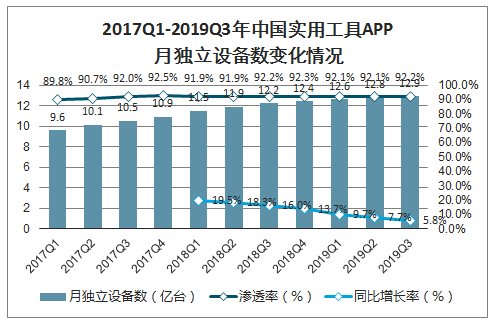 2017Q1-2019Q3年中国实用工具APP
月独立设备数变化情况
89.8% 90.7% 92.0% 92.5% 91.9% 91.9% 92.2% 92.3% 92.1% 92.1% 92.2%
14 12 10 8 6 4 2 0
9.6 10.1 10.5 10.9 11.5 11.9 12.2 12.4 12.6 12.8 12.9
19.5% 18.3% 16.0% 13.7% 9.7% 7.7% 5.8%
100.0% 90.0% 80.0% 70.0% 60.0% 50.0% 40.0% 30.0% 20.0% 10.0% 0.0%
2017Q1 2017Q2 2017Q3 2017Q4 2018Q1 2018Q2 2018Q3 2018Q4 2019Q1 2019Q2 2019Q3
月独立设备数（亿台） 渗透率（%） 同比增长率（%）